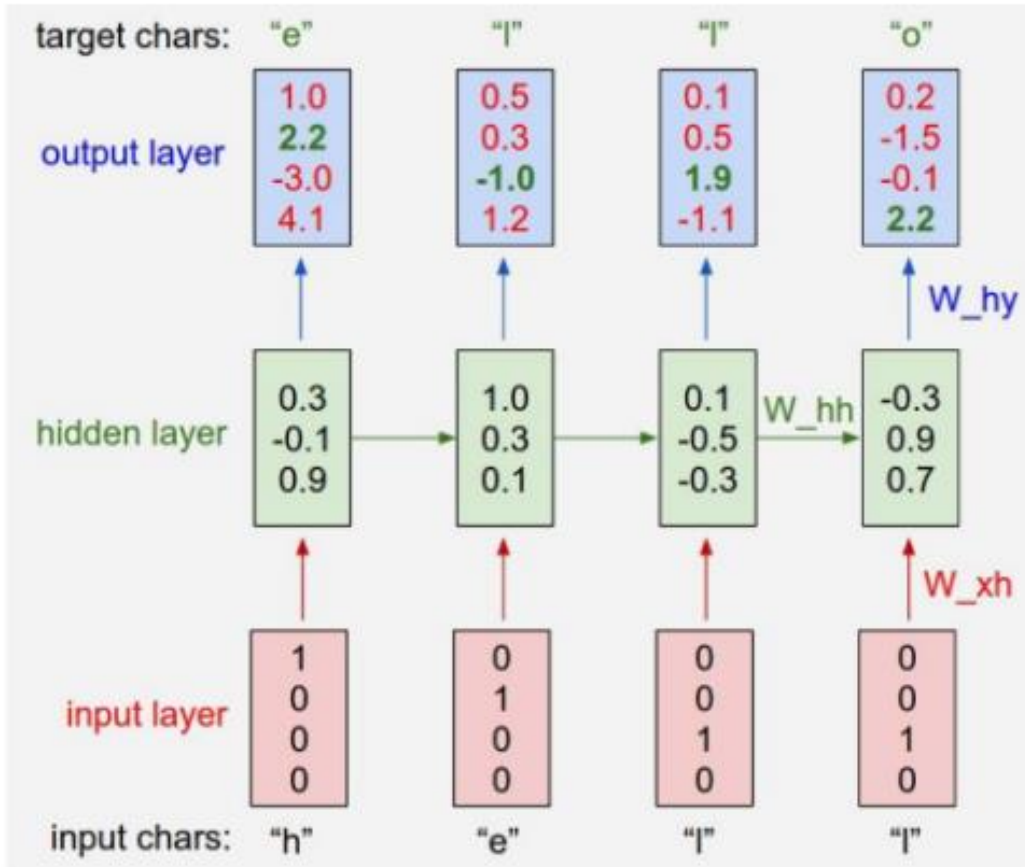 target chars: “e” “l” “l” “o”
1.0 0.5 0.1 0.2
2.2 0.3 0.5 -1.5
output layer
-3.0 -1.0 1.9 -0.1
4.1 1.2 -1.1 2.2
W_hy
0.3 1.0 0.1 -0.3
W_hh
hidden layer -0.1 0.3 -0.5 0.9
0.9 0.1 -0.3 0.7
W_xh
1 0 0 0
0 1 0 0
input layer
0 0 1 1
0 0 0 0
input chars: “h” “e” “l” “l”